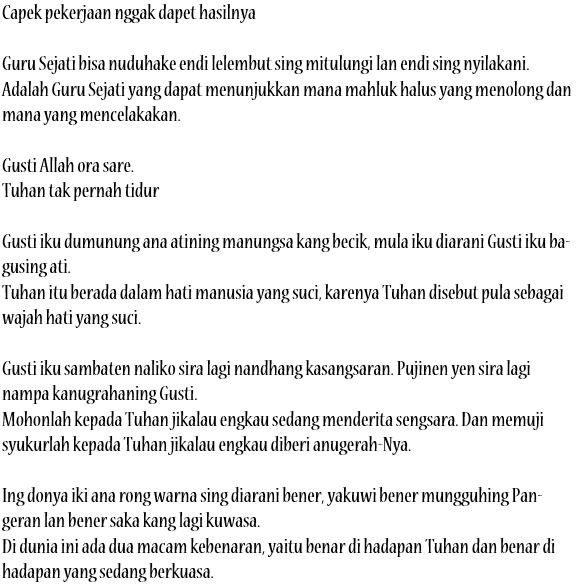 Capek pekerjaan nggak dapet hasilnya
Guru Sejati bisa nuduhake endi lelembut sing mitulungi lan endi sing nyilakani.
Adalah Guru Sejati yang dapat menunjukkan mana mahluk halus yang menolong dan
mana yang mencelakakan.
Gusti Allah ora sare.
Tuhan tak pernah tidur
Gusti iku dumunung ana atining manungsa kang becik, mula iku diarani Gusti iku ba-
gusing ati.
Tuhan itu berada dalam hati manusia yang suci, karenya Tuhan disebut pula sebagai
wajah hati yang suci.
Gusti iku sambaten naliko sira lagi nandhang kasangsaran. Pujinen yen sira lagi
nampa kanugrahaning Gusti.
Mohonlah kepada Tuhan jikalau engkau sedang menderita sengsara. Dan memuji
syukurlah kepada Tuhan jikalau engkau diberi anugerah-Nya.
Ing donya iki ana rong warna sing diarani bener, yakuwi bener mungguhing Pan-
geran lan bener saka kang lagi kuwasa.
Di dunia ini ada dua macam kebenaran, yaitu benar di hadapan Tuhan dan benar di
hadapan yang sedang berkuasa.